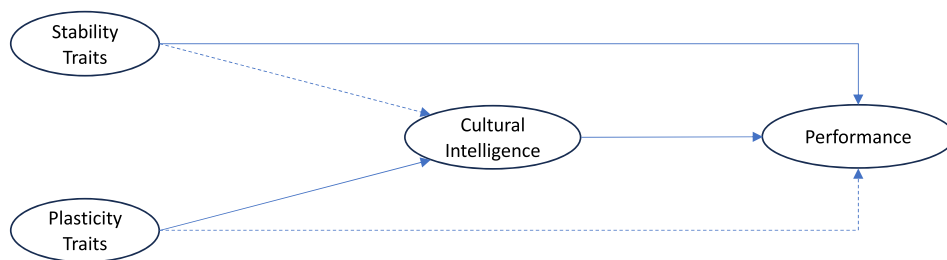 Stability
Traits
Cultural
Intelligence
Performance
Plasticity
Traits